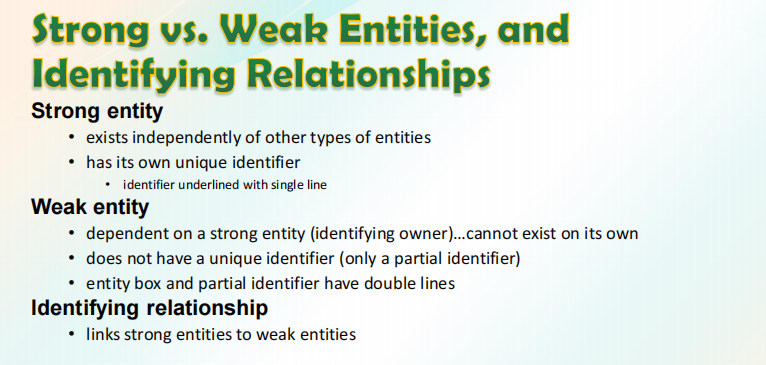 Strong vs. Weak Entities, and
Identifying Relationships
Strong entity
• exists independently of other types of entities
• has its own unique identifier
• identifier underlined with single line
Weak entity
• dependent on a strong entity (identifying owner)…cannot exist on its own
• does not have a unique identifier (only a partial identifier)
• entity box and partial identifier have double lines
Identifying relationship
• links strong entities to weak entities